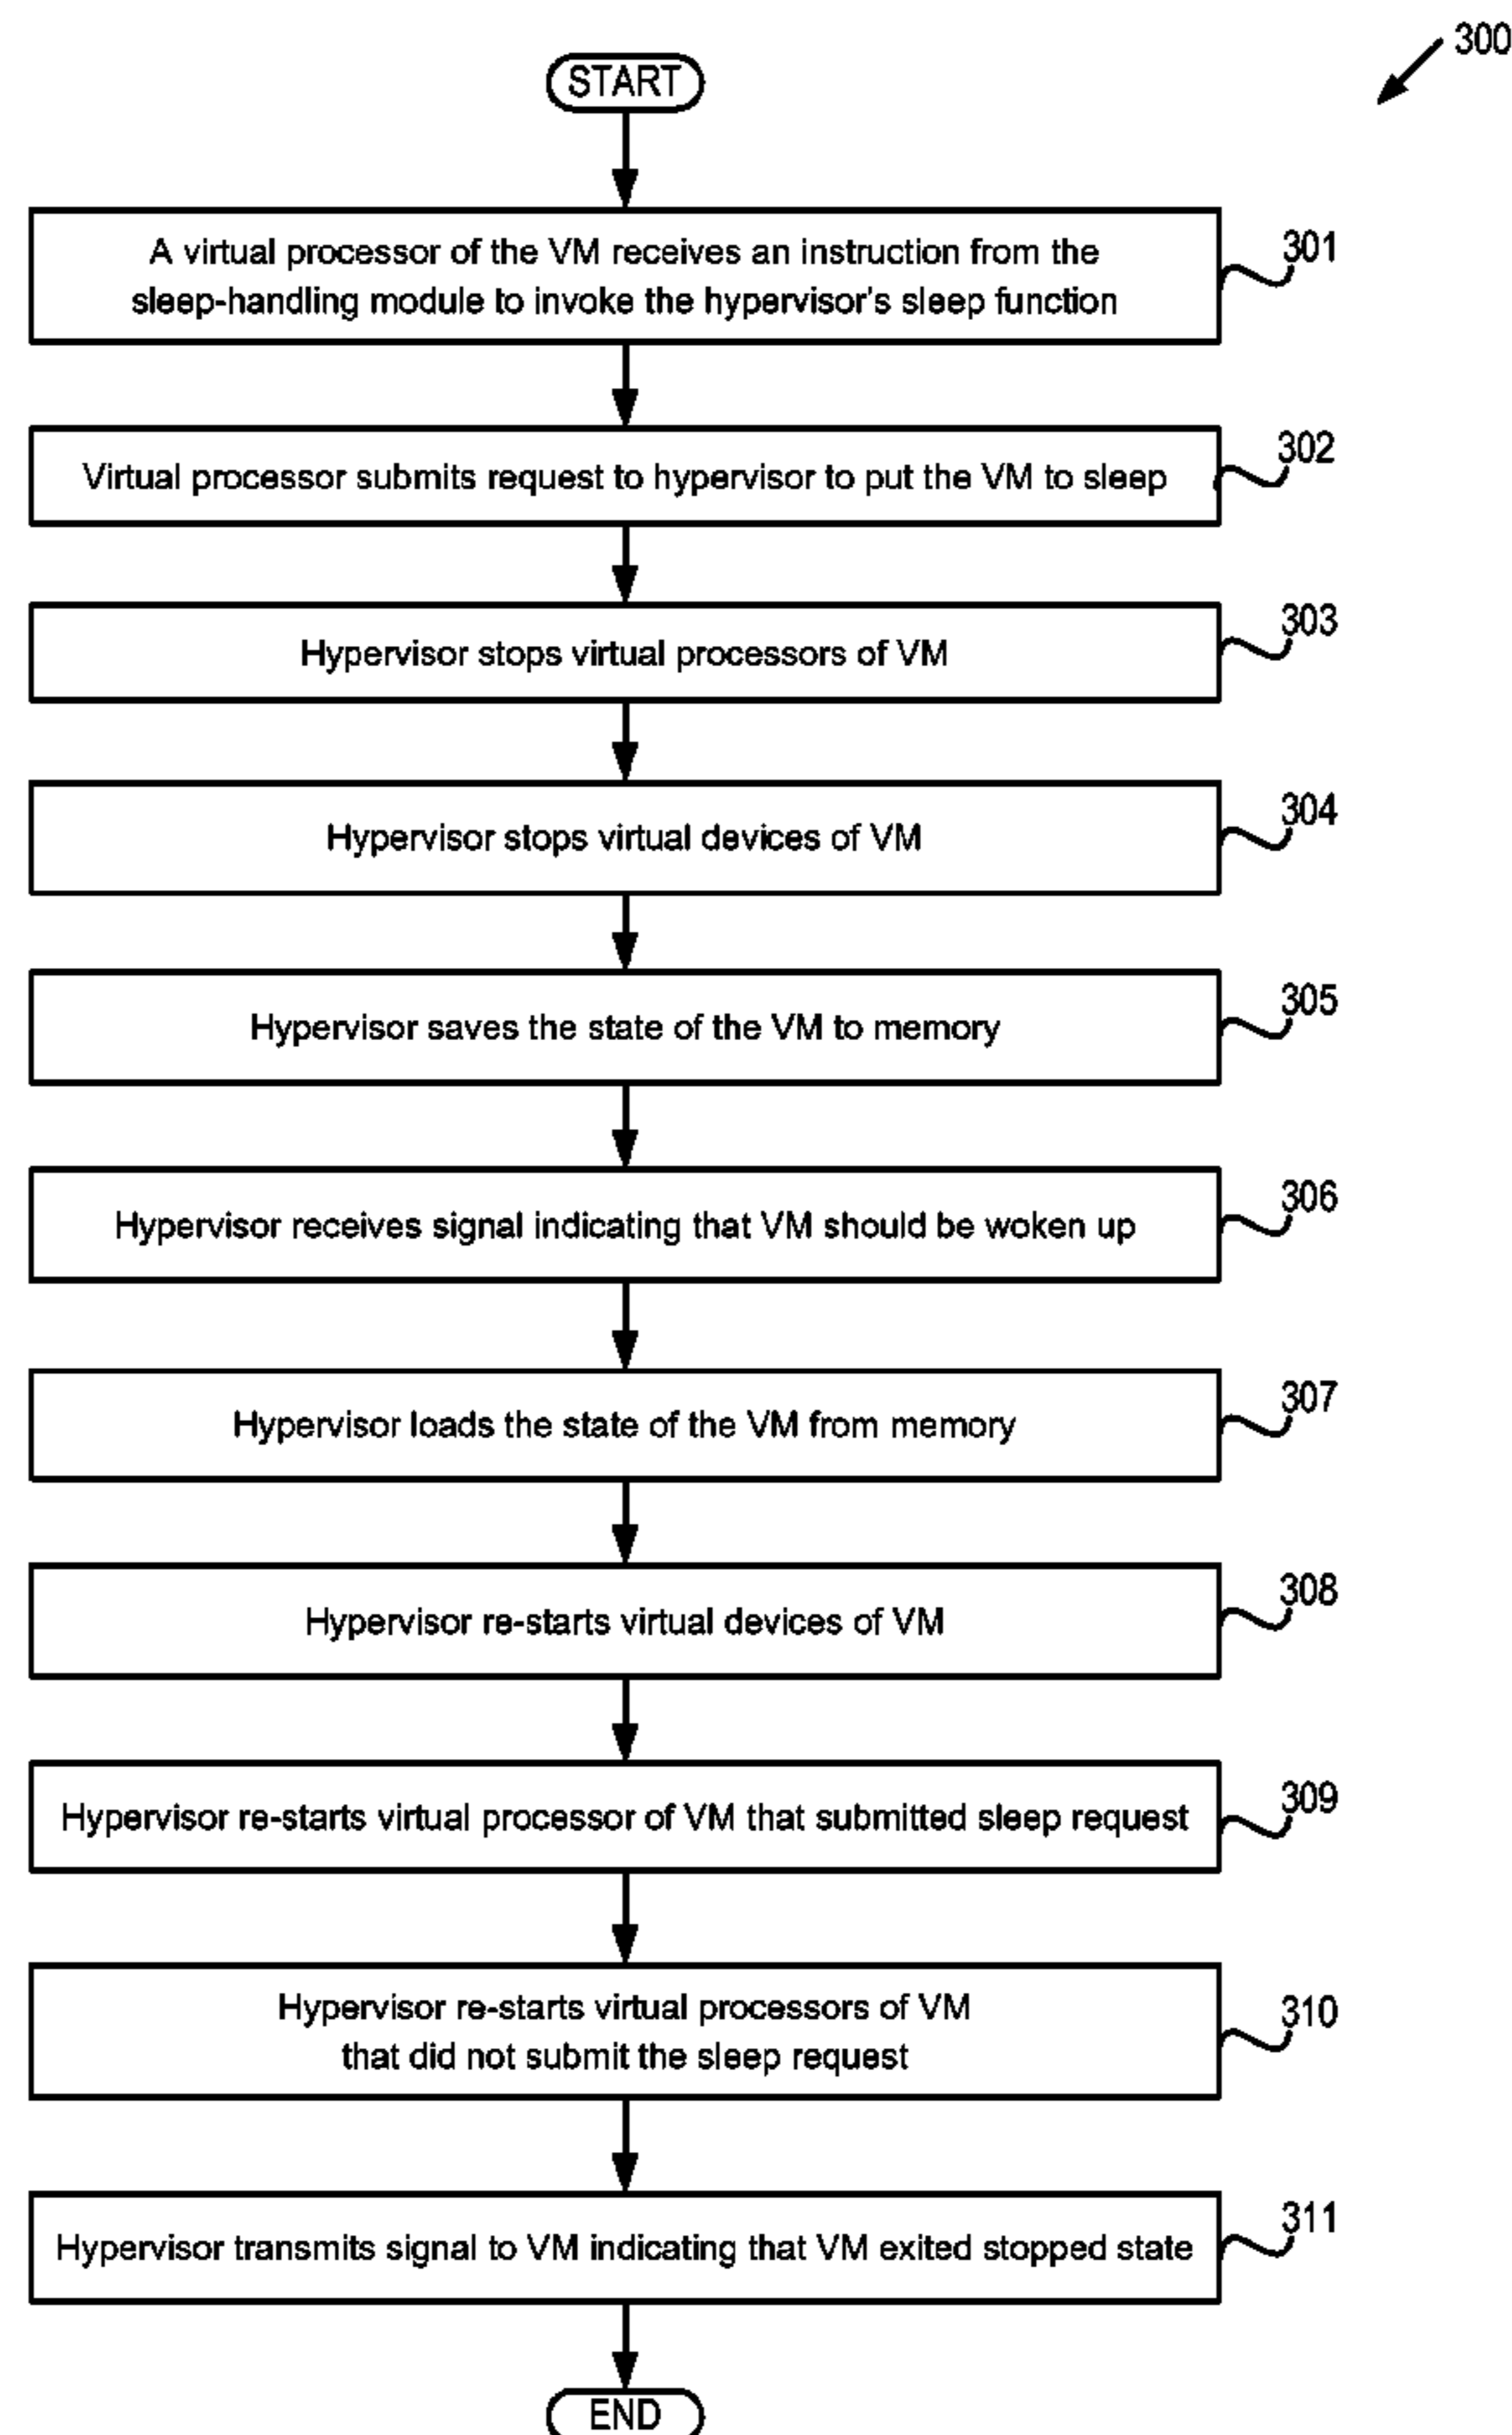 300
START
A virtual processor of the VM receives an instruction from the
sleep-handling module to invoke the hypervisor's sleep function
301
Virtual processor submits request to hypervisor to put the VM to sleep
302
Hypervisor stops virtual processors of VM
303
Hypervisor stops virtual devices of VM
304
Hypervisor saves the state of the VM to memory
305
Hypervisor receives signal indicating that VM should be woken up
306
Hypervisor loads the state of the VM from memory
307
Hypervisor re-starts virtual devices of VM
308
Hypervisor re-starts virtual processor of VM that submitted sleep request
309
Hypervisor re-starts virtual processors of VM
that did not submit the sleep request
310
Hypervisor transmits signal to VM indicating that VM exited stopped state
311
END